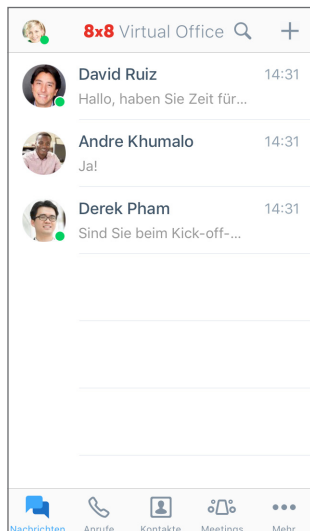 8x8 Virtual Office
David Ruiz 14:31
Hallo, haben Sie Zeit für...
Andre Khumalo 14:31
Ja!
Derek Pham 14:31
Sind Sie beim Kick-off-...
Nachrichten Anrufe Kontakte Meetings Mehr